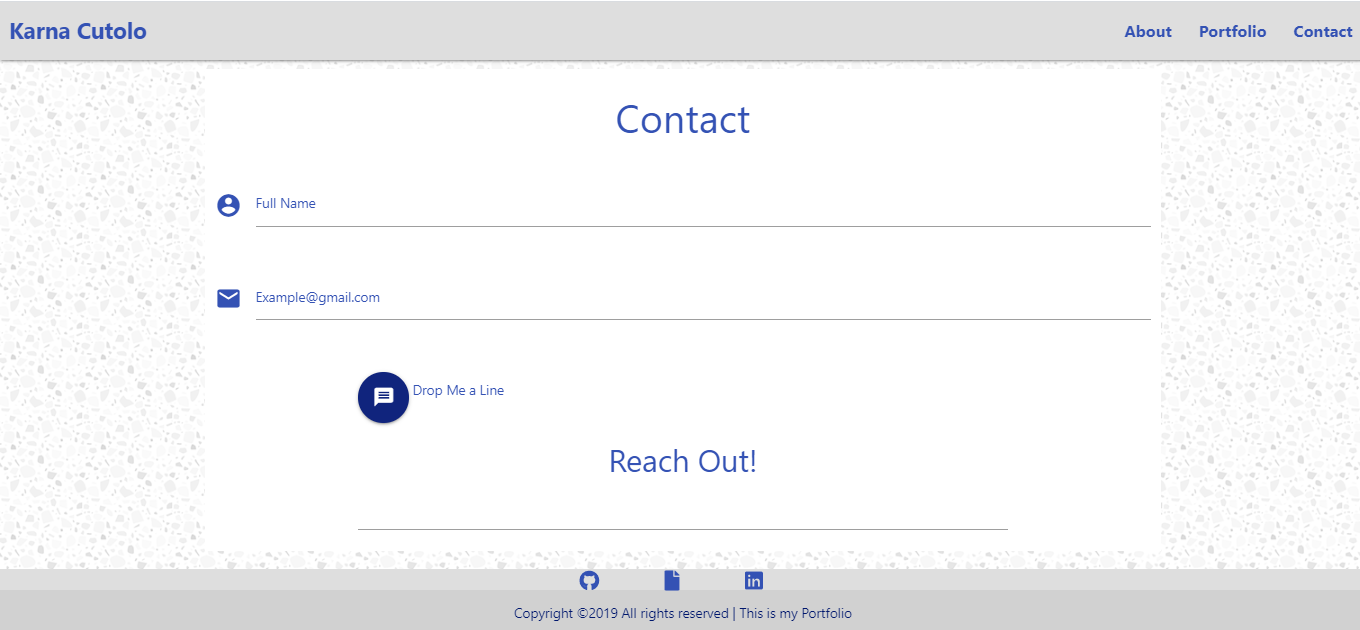 Karna Cutolo
About Portfolio Contact
Contact
Full Name
Example@gmail.com
Drop Me a Line
Reach Out!
in
Copyright ©2019 All rights reserved | This is my Portfolio